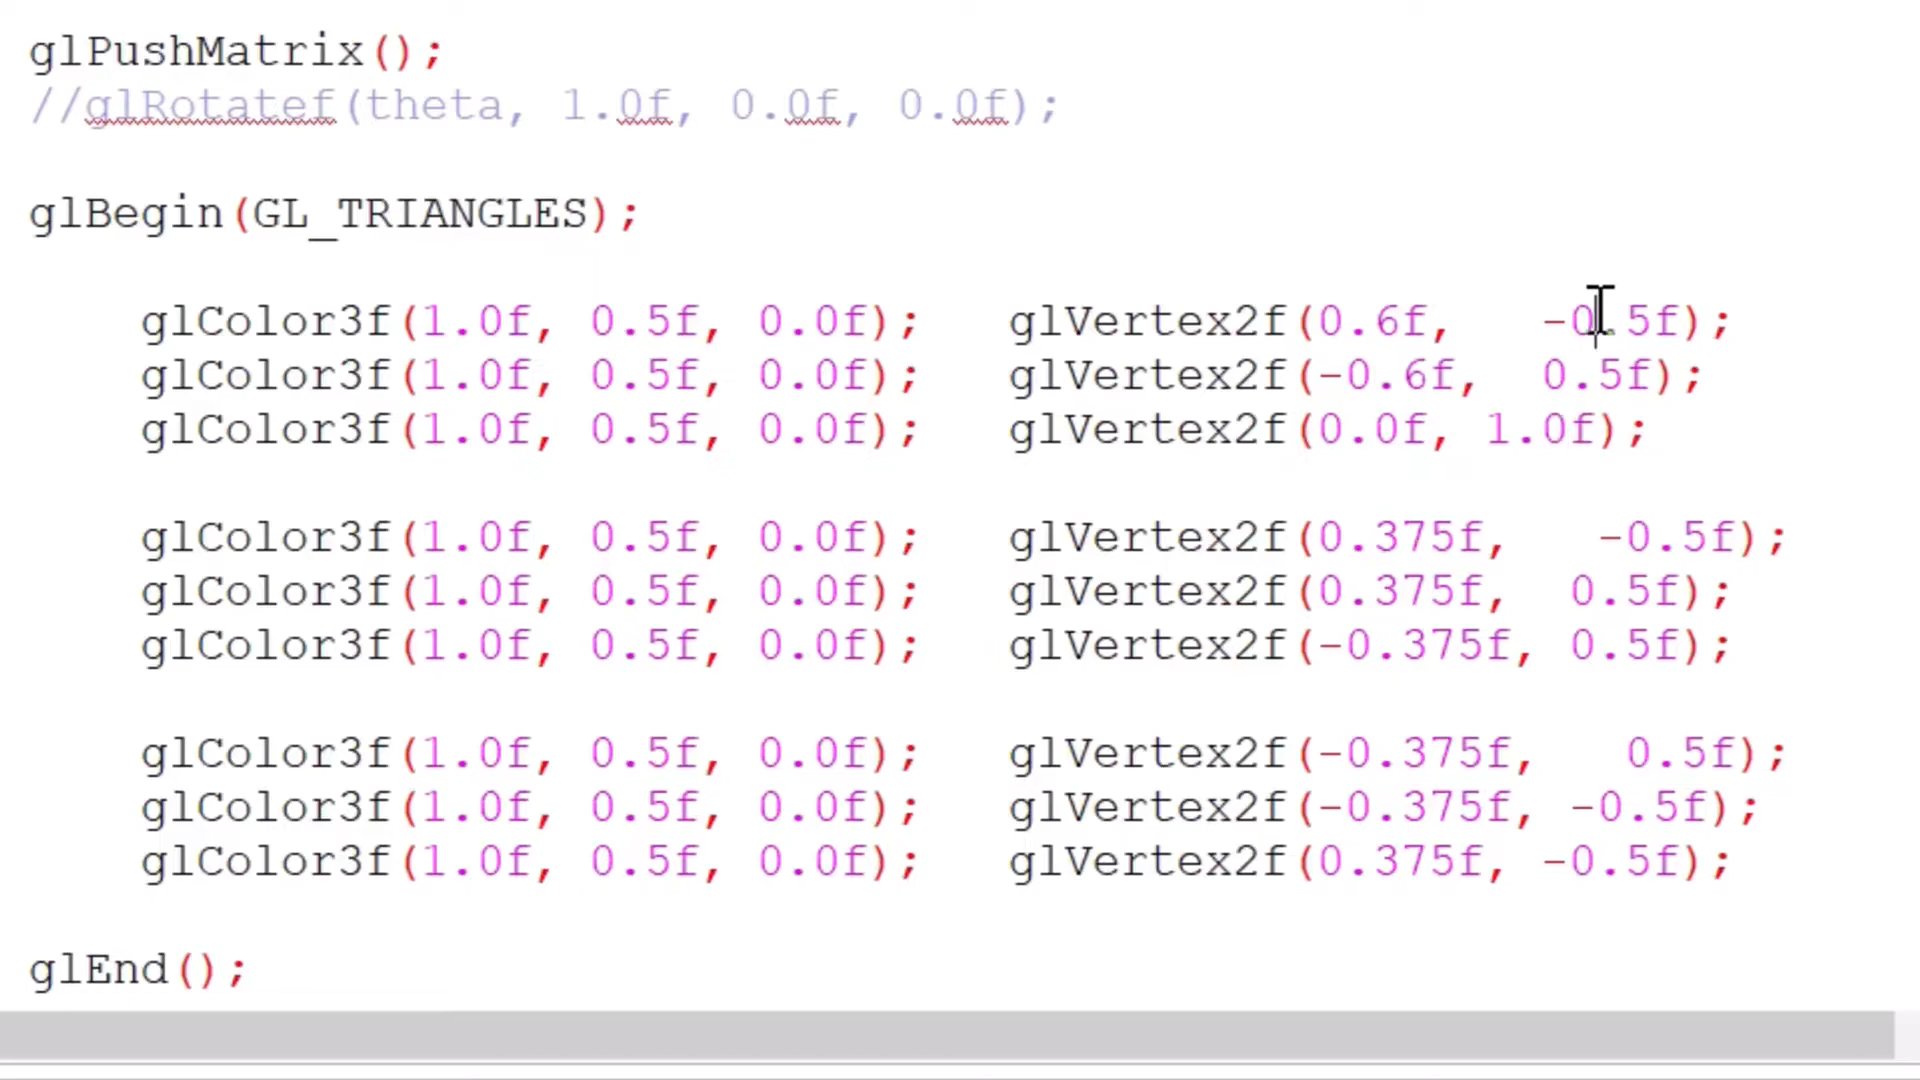 glPushMatrix();
//glRotatef(theta, 1.0f, 0.0f, 0.0f);
glBegin(GL_TRIANGLES);
glColor3f(1.0f, 0.5f, 0.0f);   glVertex2f(0.6f,   -0.5f);
glColor3f(1.0f, 0.5f, 0.0f);   glVertex2f(-0.6f,  0.5f);
glColor3f(1.0f, 0.5f, 0.0f);   glVertex2f(0.0f, 1.0f);
glColor3f(1.0f, 0.5f, 0.0f);   glVertex2f(0.375f,   -0.5f);
glColor3f(1.0f, 0.5f, 0.0f);   glVertex2f(0.375f,  0.5f);
glColor3f(1.0f, 0.5f, 0.0f);   glVertex2f(-0.375f, 0.5f);
glColor3f(1.0f, 0.5f, 0.0f);   glVertex2f(-0.375f,   0.5f);
glColor3f(1.0f, 0.5f, 0.0f);   glVertex2f(-0.375f, -0.5f);
glColor3f(1.0f, 0.5f, 0.0f);   glVertex2f(0.375f, -0.5f);
glEnd();